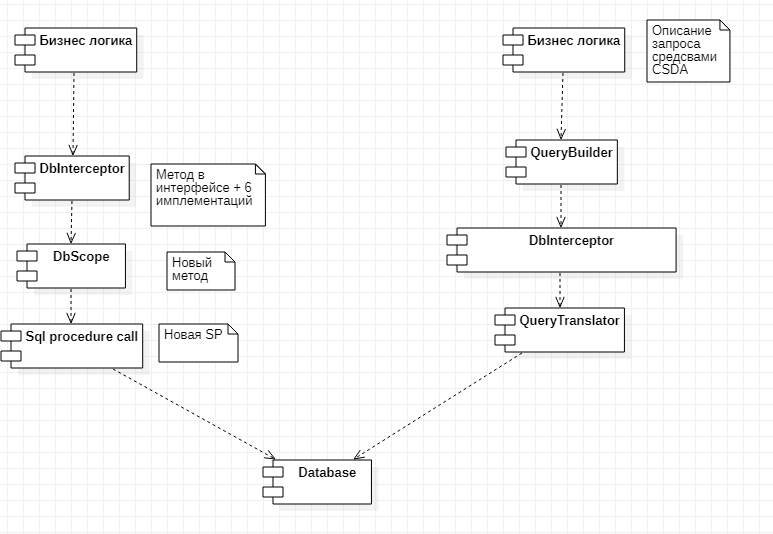 Бизнес логика
Бизнес логика
Описание
запроса
средсвами
CSDA
DbInterceptor
Метод в
интерфейсе + 6
имплементаций
QueryBuilder
DbScope
Новый
метод
DbInterceptor
Sql procedure call
Новая SP
QueryTranslator
Database